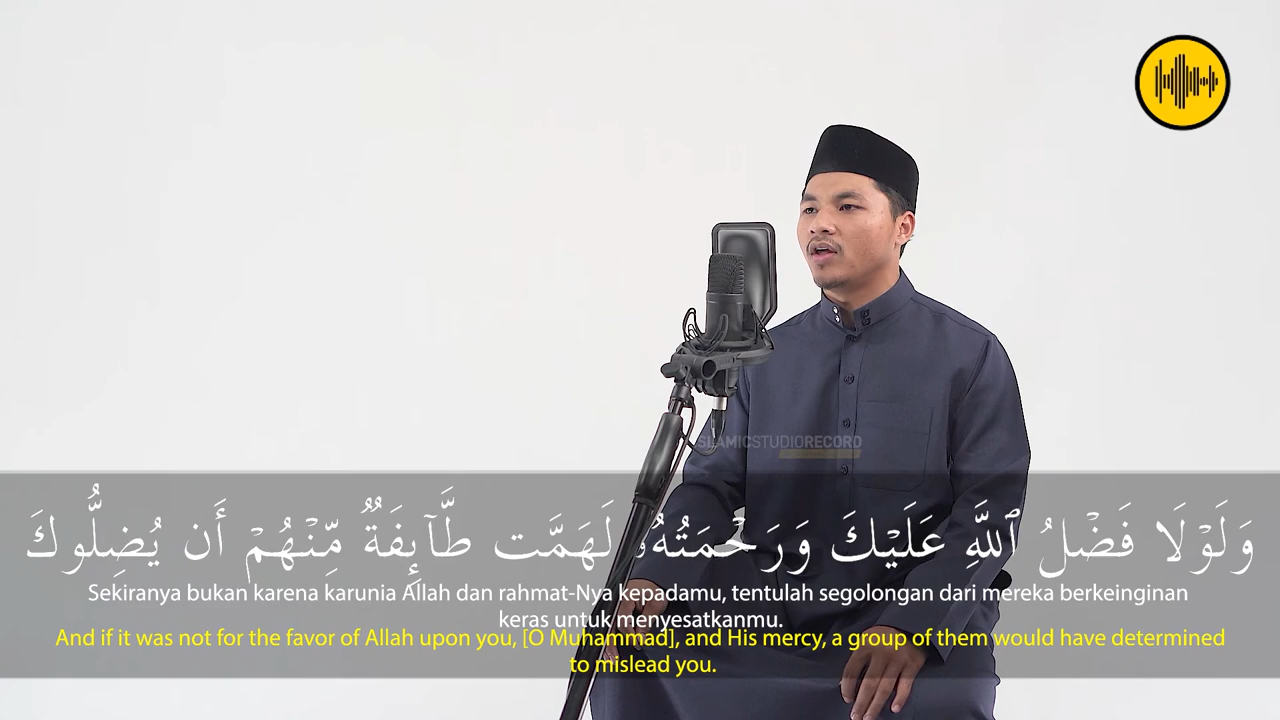 ISLAMICSTUDIORECORD
وَلَوْلَا فَضْلُ ٱللَّهِ عَلَيْكَ وَرَحْمَتُهُۥ لَهَمَّت طَّآئِفَةٌ مِّنْهُمْ أَن يُضِلُّوكَ
Sekiranya bukan karena karunia Allah dan rahmat-Nya kepadamu, tentulah segolongan dari mereka berkeinginan
keras untuk menyesatkanmu.
And if it was not for the favor of Allah upon you, [O Muhammad], and His mercy, a group of them would have determined
to mislead you.